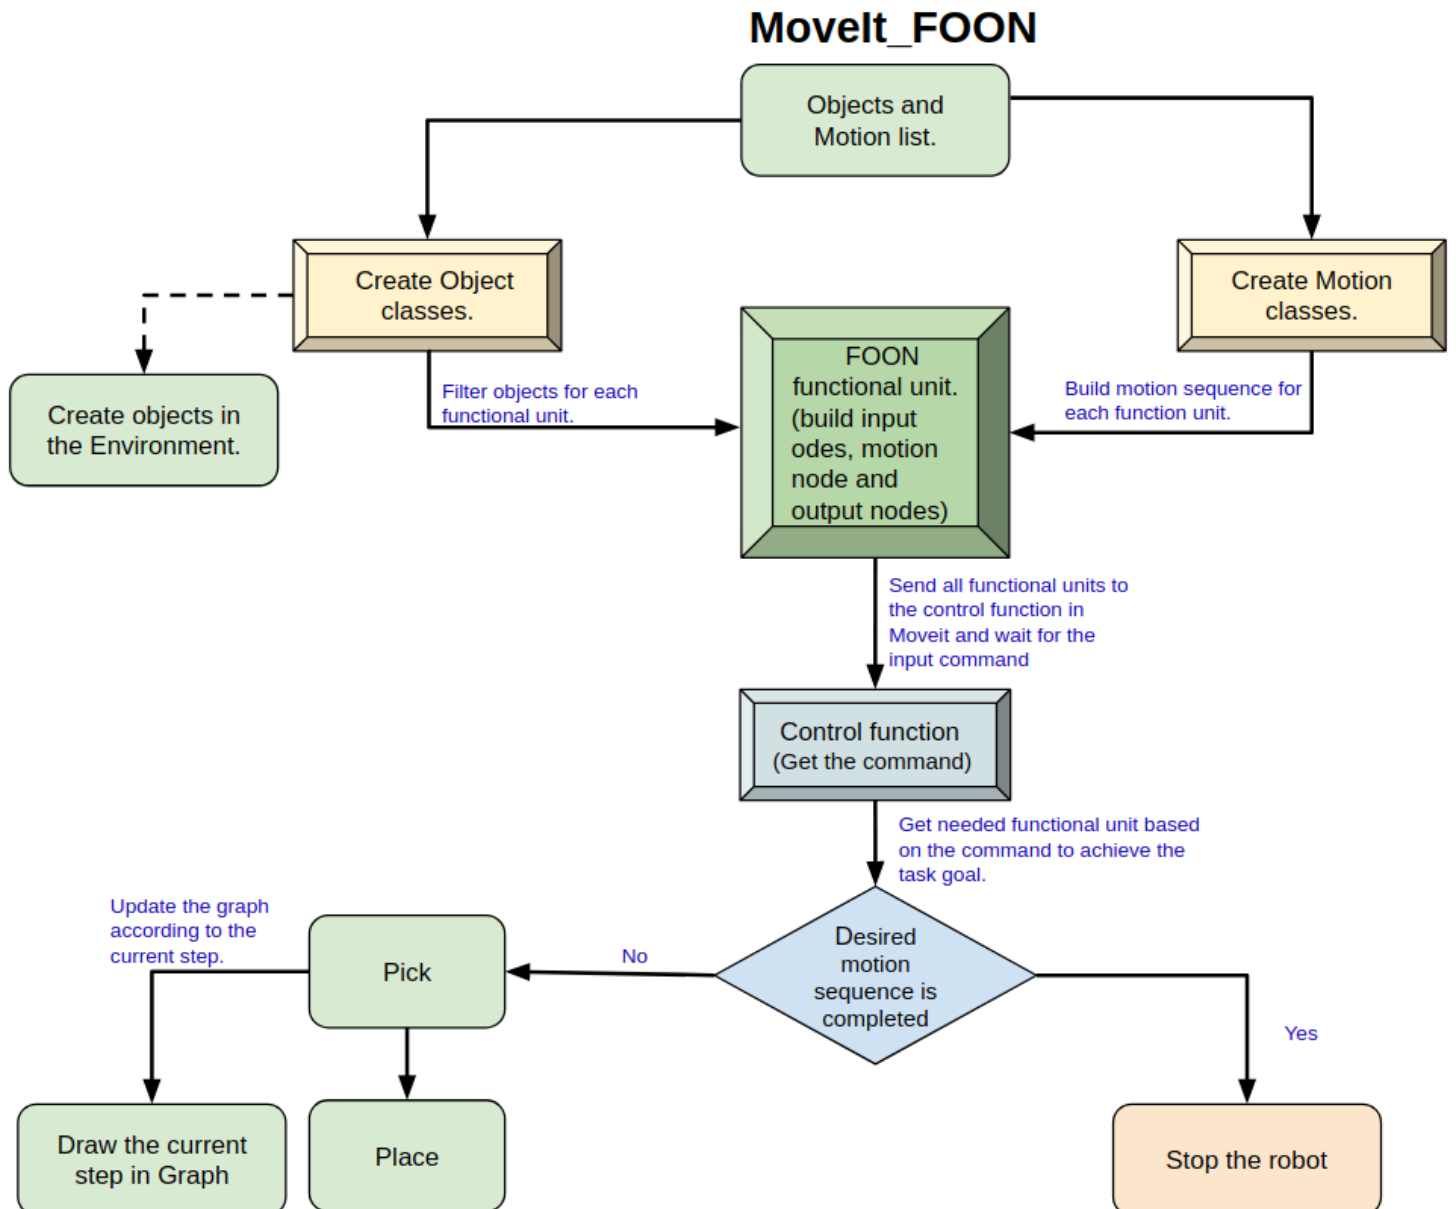 MoveIt_FOON
Objects and
Motion list.
Create Object
classes.
Create Motion
classes.
Create objects in
the Environment.
Filter objects for each
functional unit.
FOON
functional unit.
(build input
odes, motion
node and
output nodes)
Build motion sequence for
each function unit.
Send all functional units to
the control function in
Moveit and wait for the
input command
Control function
(Get the command)
Get needed functional unit based
on the command to achieve the
task goal.
Desired
motion
sequence is
completed
No
Yes
Pick
Update the graph
according to the
current step.
Draw the current
step in Graph
Place
Stop the robot